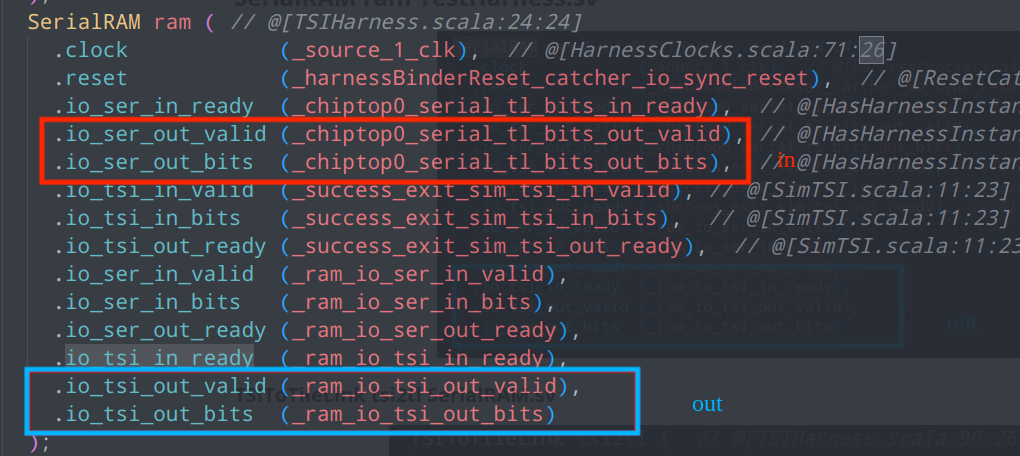 SerialRAM ram ( // @[TSIHarness.scala:24:24]
.clock (_source_1_clk), // @[HarnessClocks.scala:71:26]
.reset (_harnessBinderReset_catcher_io_sync_reset), // @[ResetCat
.io_ser_in_ready (_chiptop0_serial_tl_bits_in_ready), // @[HasHarnessInstan
.io_ser_out_valid (_chiptop0_serial_tl_bits_out_valid), // @[HasHarnessInstan
.io_ser_out_bits (_chiptop0_serial_tl_bits_out_bits), // @[HasHarnessInstan
in
.io_tsi_in_valid (_success_exit_sim_tsi_in_valid), // @[SimTSI.scala:11:23]
.io_tsi_in_bits (_success_exit_sim_tsi_in_bits), // @[SimTSI.scala:11:23]
.io_tsi_out_ready (_success_exit_sim_tsi_out_ready), // @[SimTSI.scala:11:23
.io_ser_in_valid (_ram_io_ser_in_valid),
.io_ser_in_bits (_ram_io_ser_in_bits),
.io_ser_out_ready (_ram_io_ser_out_ready),
.io_tsi_in_ready (_ram_io_tsi_in_ready),
.io_tsi_out_valid (_ram_io_tsi_out_valid),
.io_tsi_out_bits (_ram_io_tsi_out_bits)
out
);